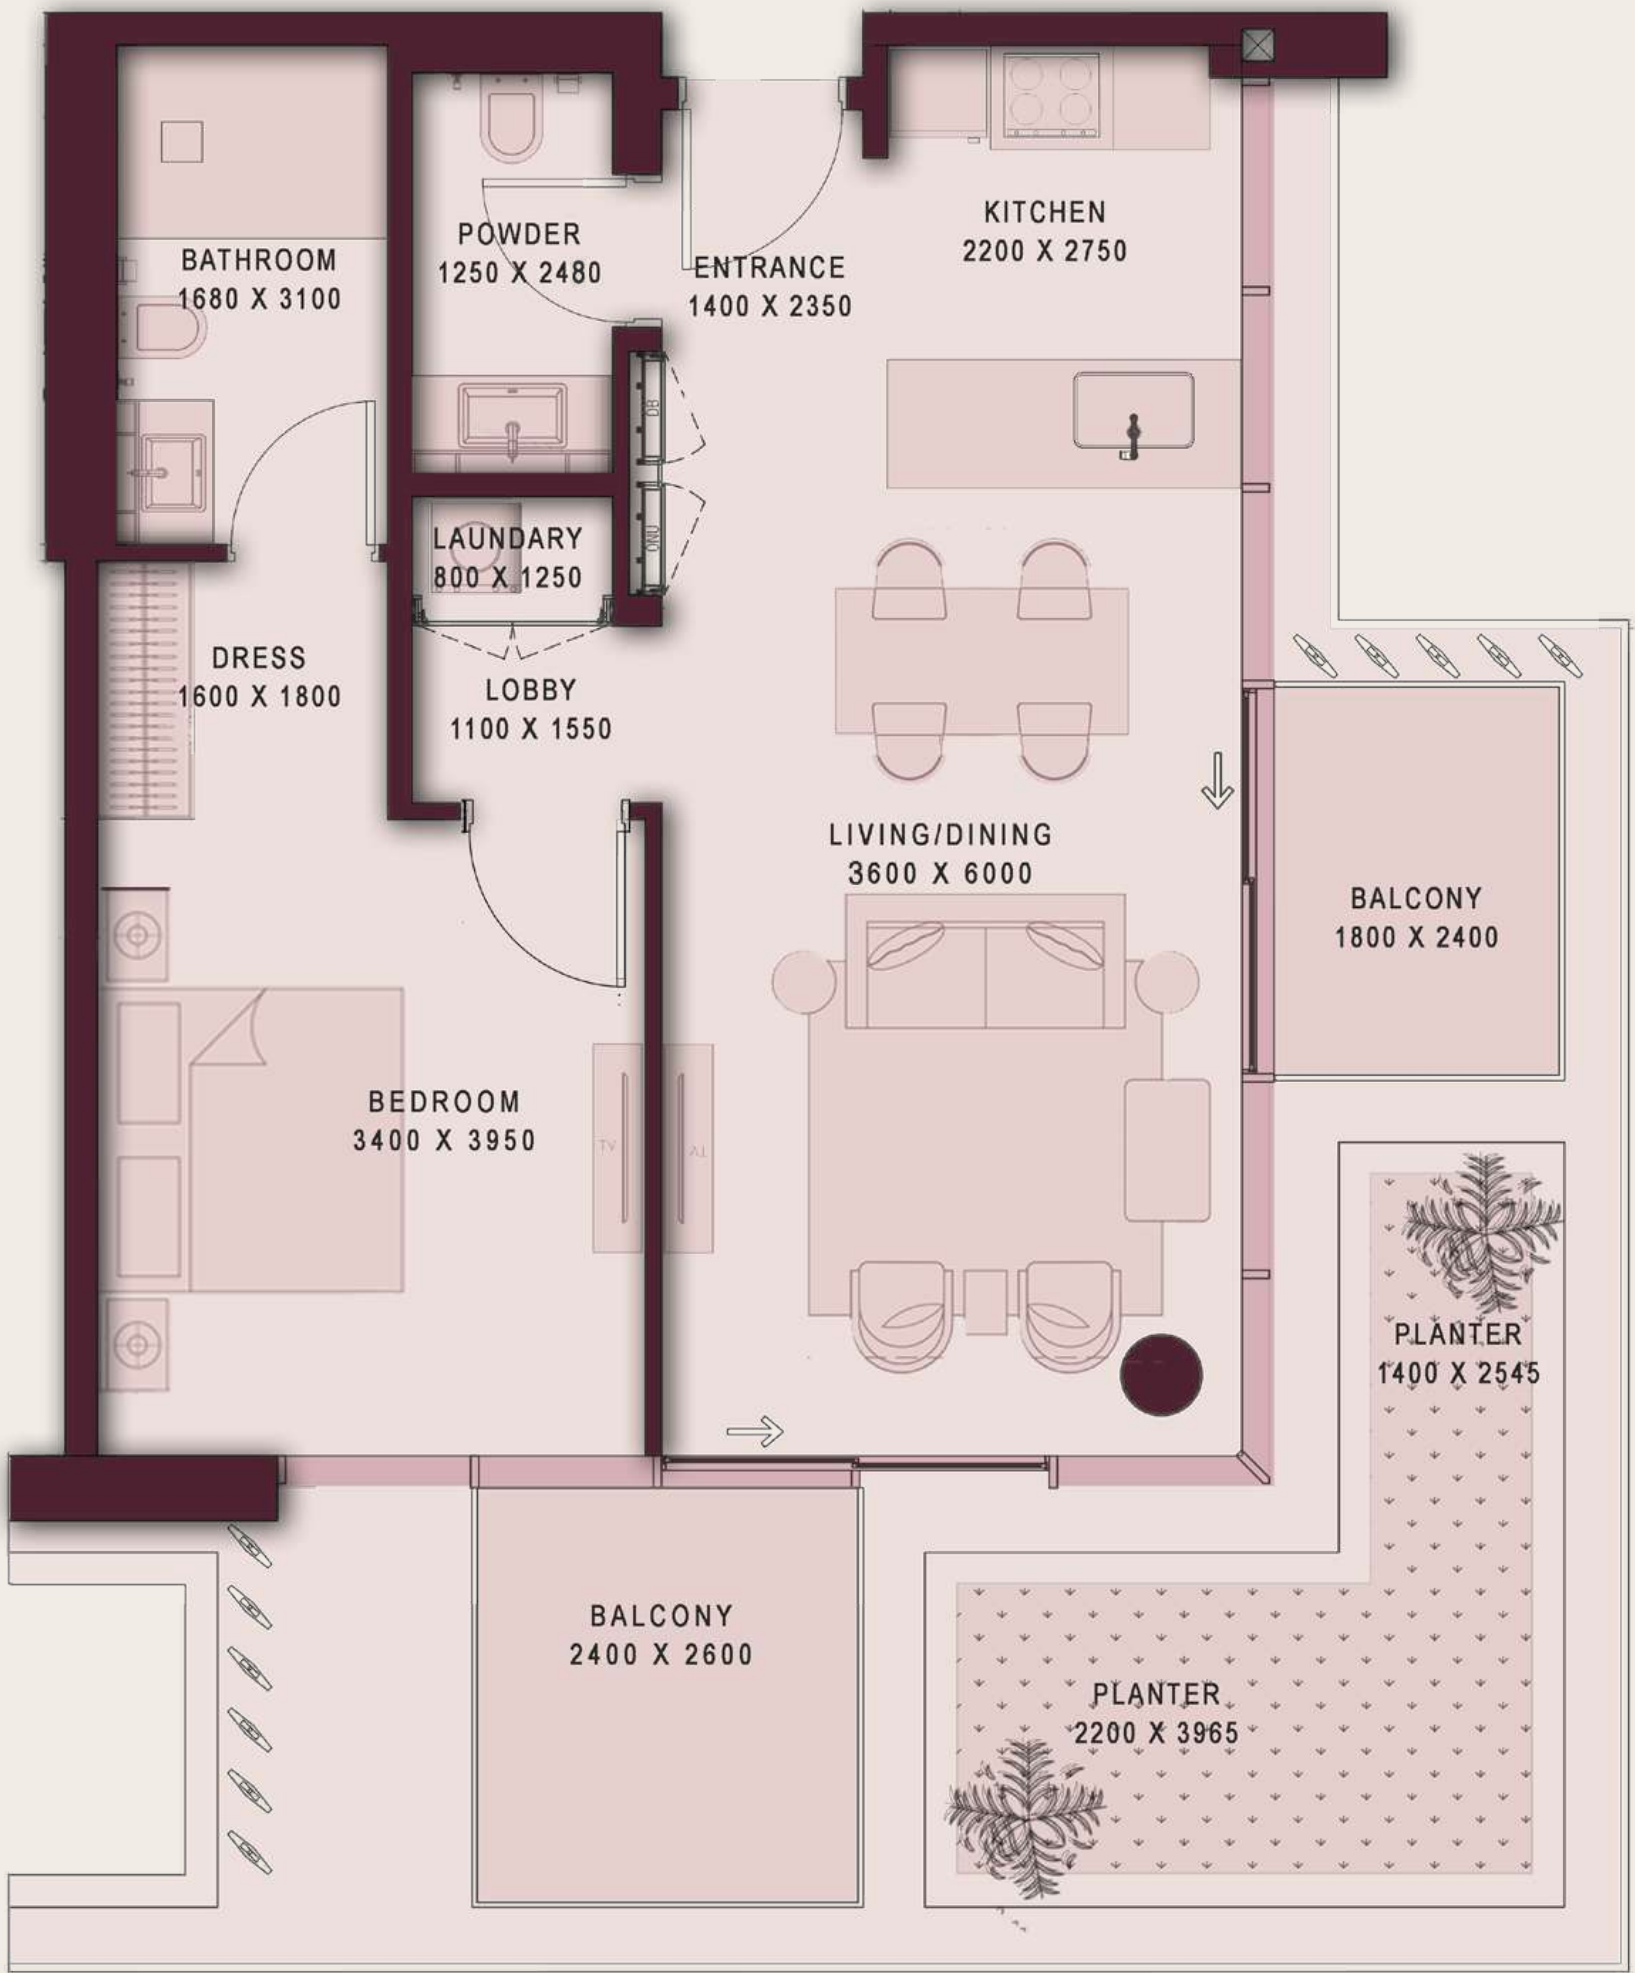 KITCHEN
2200 X 2750
POWDER
1250 X 2480
BATHROOM
1680 X 3100
ENTRANCE
1400 X 2350
DB
ONU
LAUNDARY
800 X 1250
DRESS
1600 X 1800
LOBBY
1100 X 1550
LIVING/DINING
3600 X 6000
BALCONY
1800 X 2400
BEDROOM
3400 X 3950
TV
TV
PLANTER
1400 X 2545
BALCONY
2400 X 2600
PLANTER
2200 X 3965